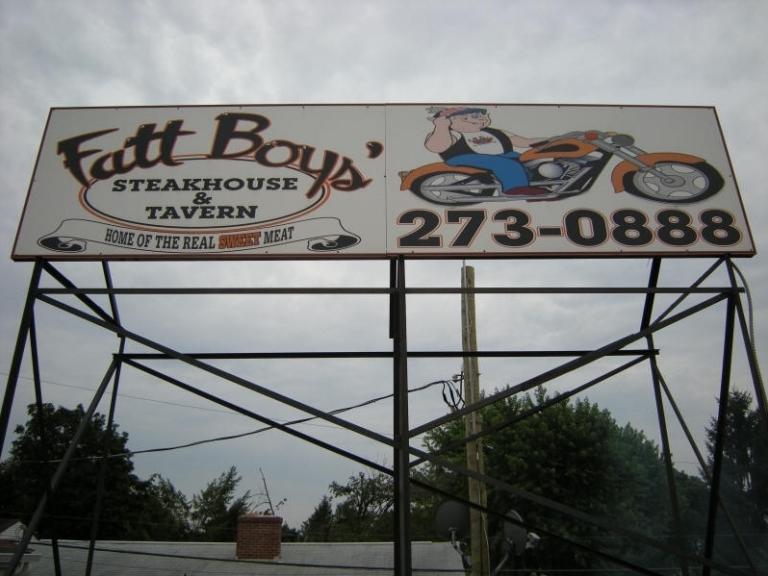 Fatt Boys'
STEAKHOUSE
&
TAVERN
HOME OF THE REAL SWEET MEAT
273-0888